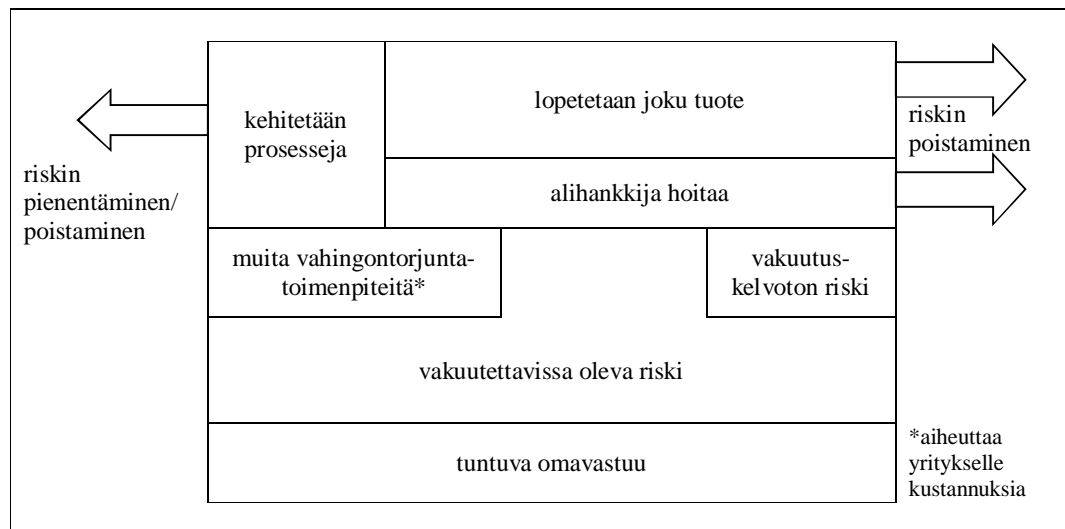 lopetetaan joku tuote
kehitetään
prosesseja
riskin
poistaminen
riskin
pienentäminen/
poistaminen
alihankkija hoitaa
muita vahingontorjunta-
toimenpiteitä*
vakuutus-
kelvoton riski
vakuutettavissa oleva riski
tuntuva omavastuu
*aiheuttaa
yritykselle
kustannuksia